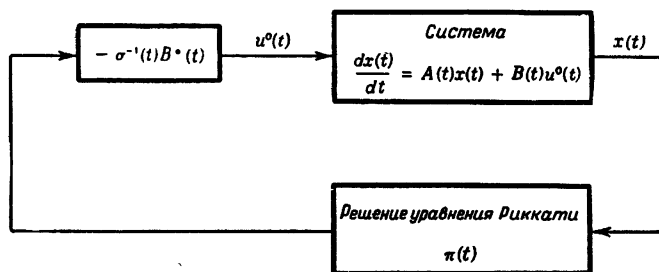 − σ⁻¹(t)B*(t)
u⁰(t)
Система
dx(t)/dt = A(t)x(t) + B(t)u⁰(t)
x(t)
Решение уравнения Риккати
π(t)